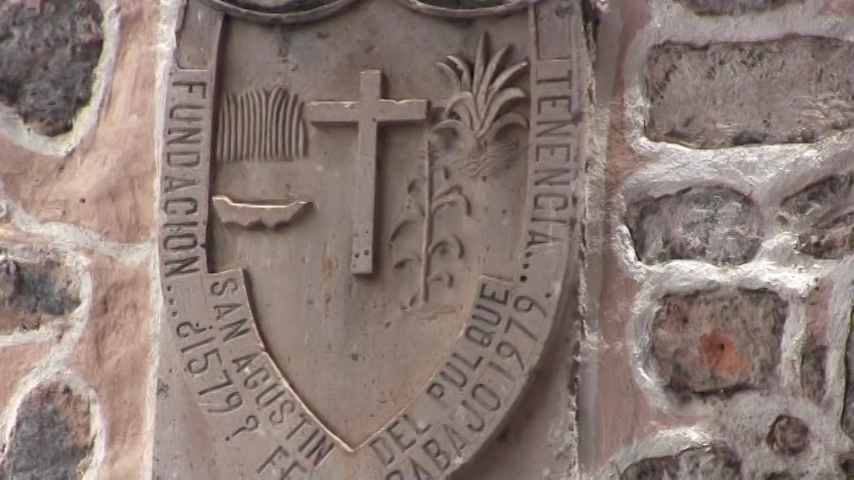 FUNDACION...¿1579?
TENENCIA...1979.
SAN AGUSTIN DEL PULQUE